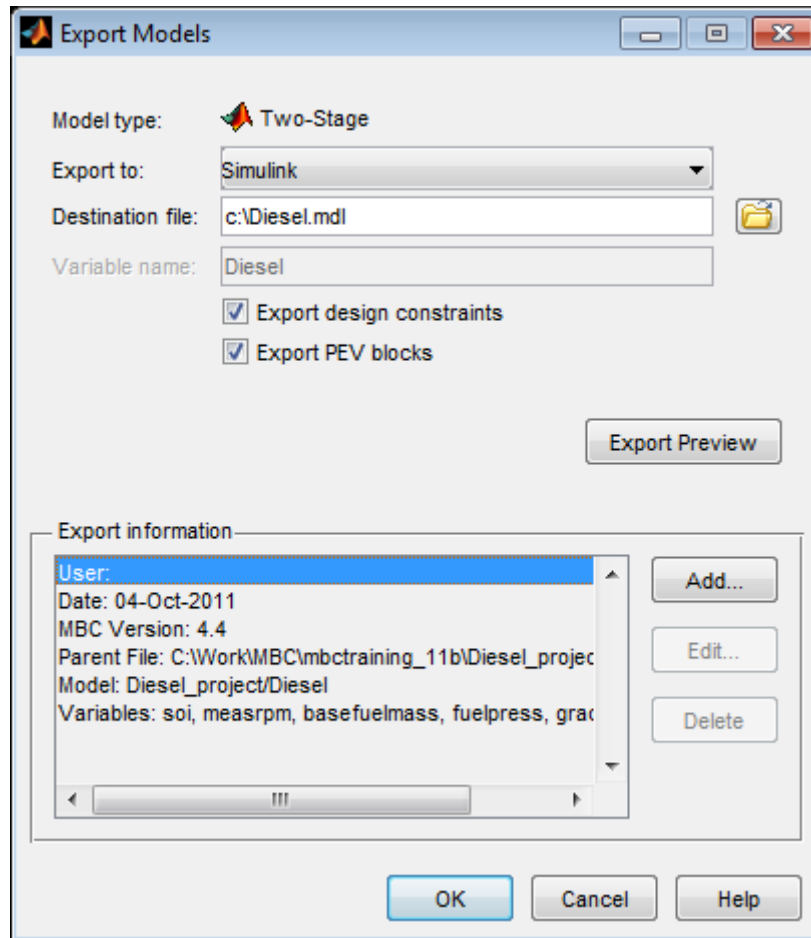 Export Models
Model type: Two-Stage
Export to: Simulink
Destination file: c:\Diesel.mdl
Variable name: Diesel
Export design constraints
Export PEV blocks
Export Preview
Export information
User:
Date: 04-Oct-2011
MBC Version: 4.4
Parent File: C:\Work\MBC\mbctraining_11b\Diesel_projec
Model: Diesel_project/Diesel
Variables: soi, measrpm, basefuelmass, fuelpress, grac
Add...
Edit...
Delete
OK Cancel Help